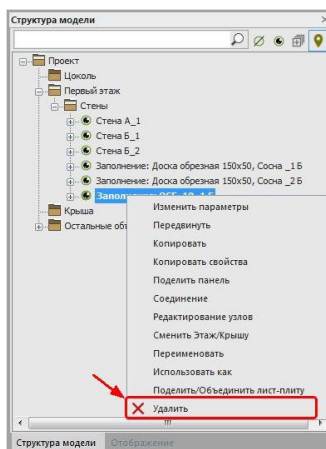 Структура модели
Проект
Цоколь
Первый этаж
Стены
Стена А_1
Стена Б_1
Стена Б_2
Заполнение: Доска обрезная 150x50, Сосна _1 Б
Заполнение: Доска обрезная 150x50, Сосна _2 Б
Крыша
Остальные об
Изменить параметры
Передвинуть
Копировать
Копировать свойства
Поделить панель
Соединение
Редактирование узлов
Сменить Этаж/Крышу
Переименовать
Использовать как
Поделить/Объединить лист-плиту
Удалить
Структура модели Отображение